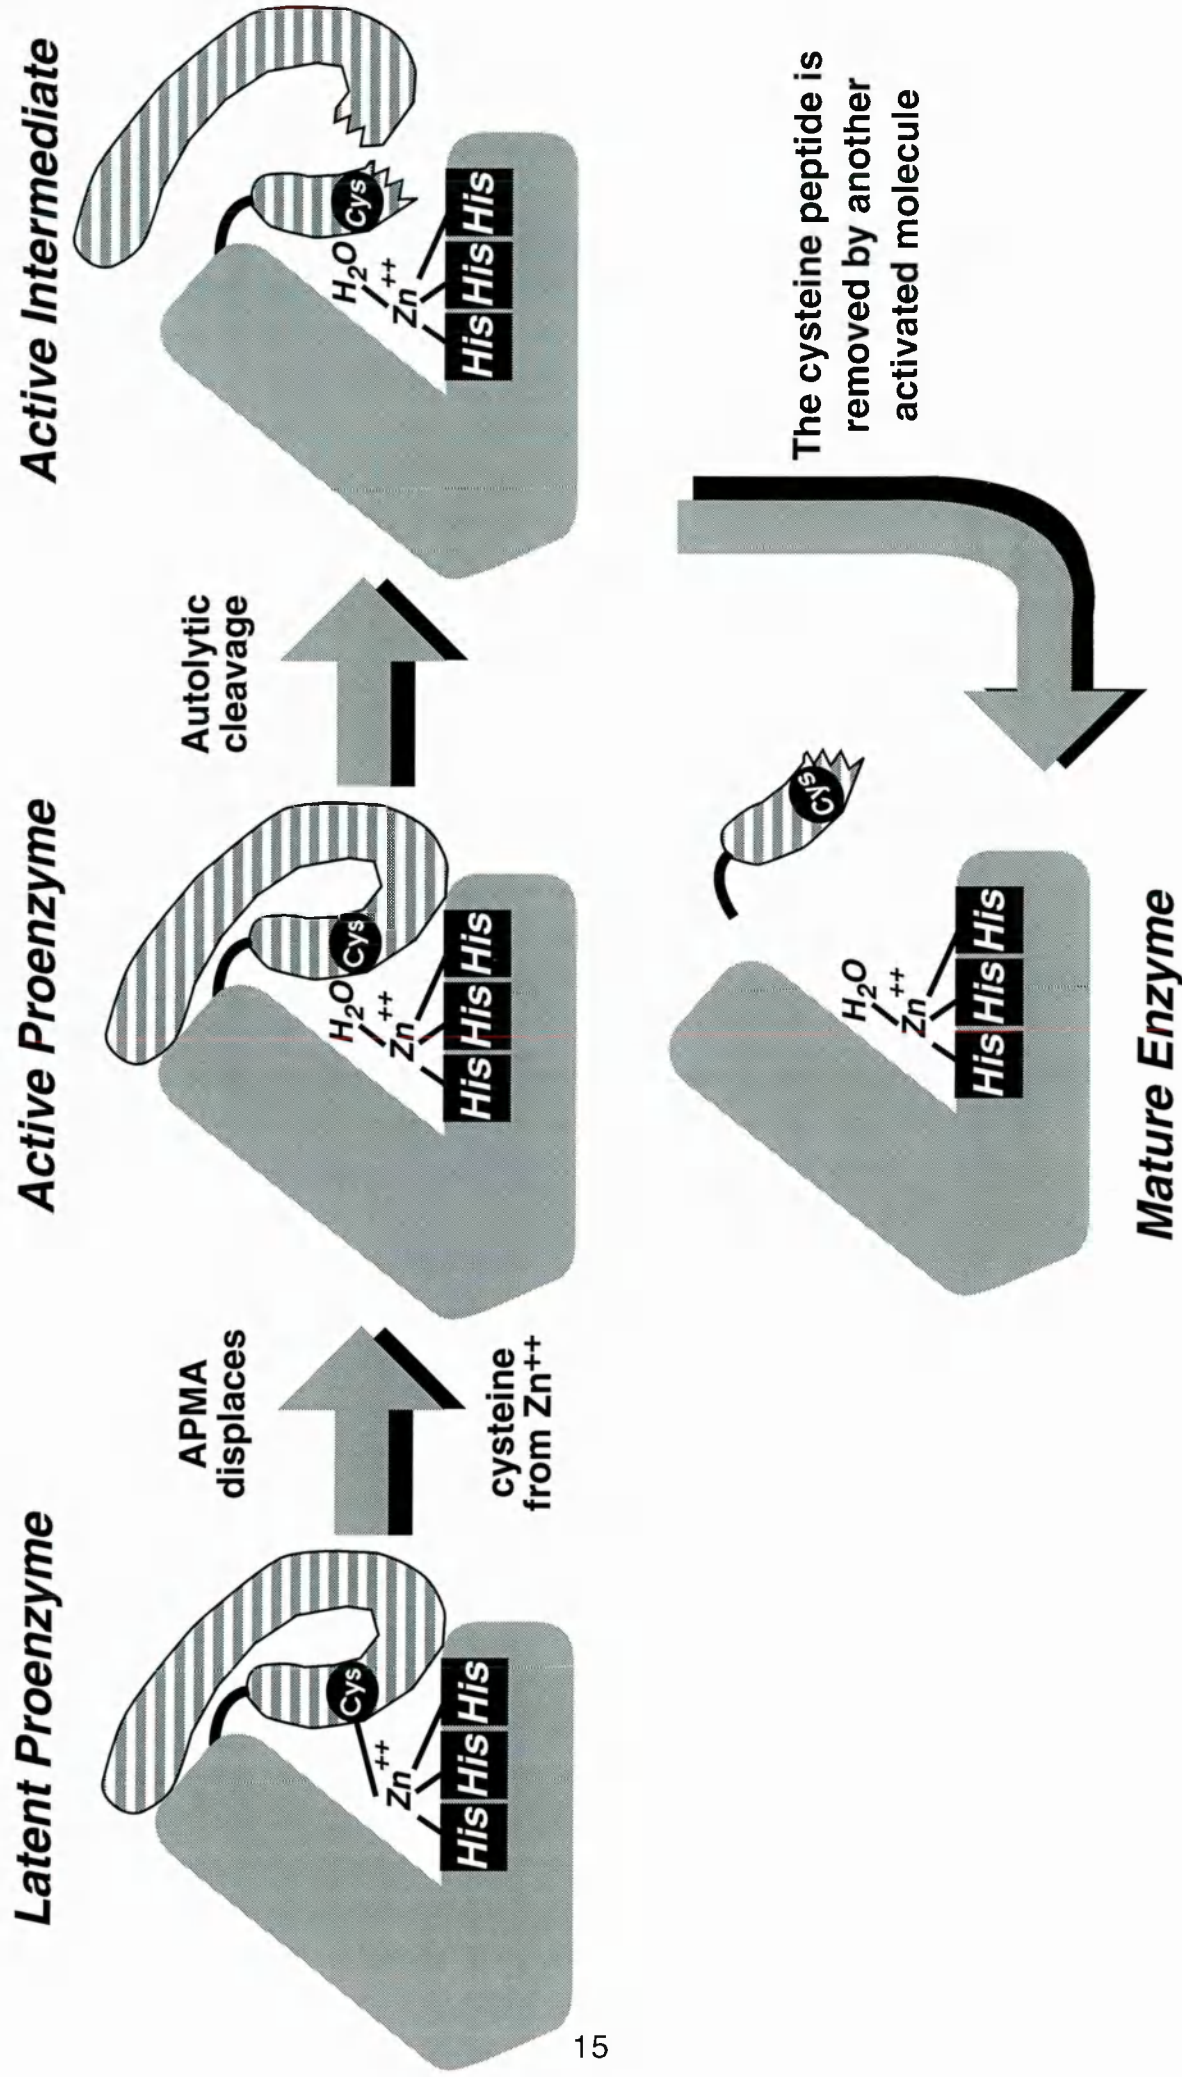 Latent Proenzyme
Zn
++
Cys
His His His
APMA
displaces
cysteine
from Zn++
Active Proenzyme
H2O
Zn
++
Cys
His His His
Autolytic
cleavage
Active Intermediate
H2O
Zn
++
Cys
His His His
The cysteine peptide is
removed by another
activated molecule
Cys
H2O
Zn
++
His His His
Mature Enzyme
15